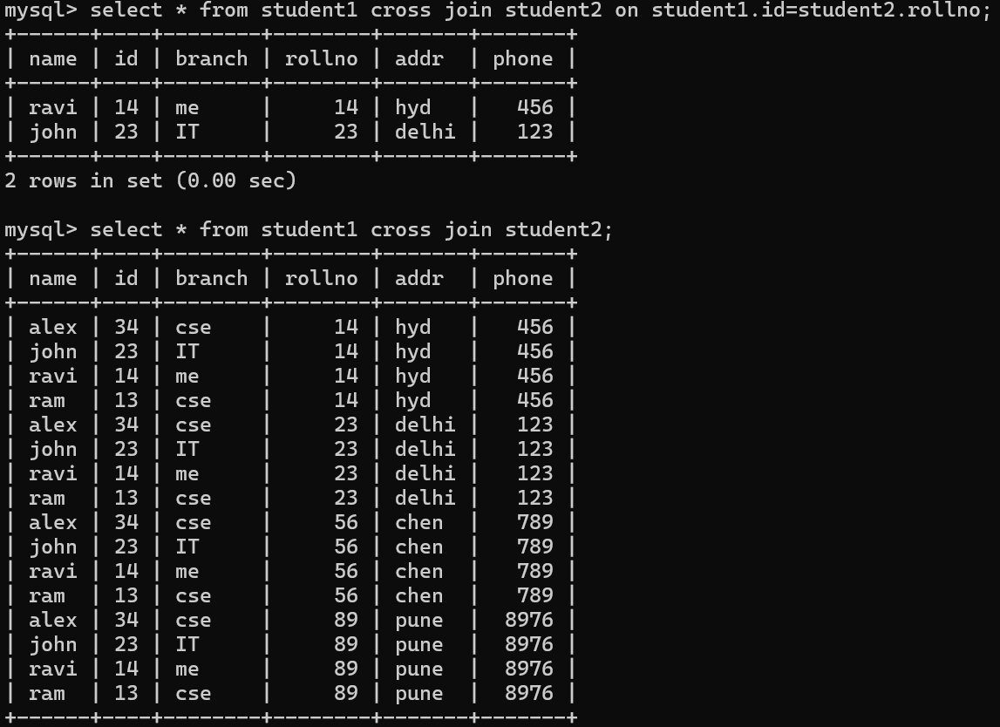 mysql> select * from student1 cross join student2 on student1.id=student2.rollno;
+------+----+--------+--------+-------+-------+
| name | id | branch | rollno | addr  | phone |
+------+----+--------+--------+-------+-------+
| ravi | 14 | me     |     14 | hyd   |   456 |
| john | 23 | IT     |     23 | delhi |   123 |
+------+----+--------+--------+-------+-------+
2 rows in set (0.00 sec)

mysql> select * from student1 cross join student2;
+------+----+--------+--------+-------+-------+
| name | id | branch | rollno | addr  | phone |
+------+----+--------+--------+-------+-------+
| alex | 34 | cse    |     14 | hyd   |   456 |
| john | 23 | IT     |     14 | hyd   |   456 |
| ravi | 14 | me     |     14 | hyd   |   456 |
| ram  | 13 | cse    |     14 | hyd   |   456 |
| alex | 34 | cse    |     23 | delhi |   123 |
| john | 23 | IT     |     23 | delhi |   123 |
| ravi | 14 | me     |     23 | delhi |   123 |
| ram  | 13 | cse    |     23 | delhi |   123 |
| alex | 34 | cse    |     56 | chen  |   789 |
| john | 23 | IT     |     56 | chen  |   789 |
| ravi | 14 | me     |     56 | chen  |   789 |
| ram  | 13 | cse    |     56 | chen  |   789 |
| alex | 34 | cse    |     89 | pune  |  8976 |
| john | 23 | IT     |     89 | pune  |  8976 |
| ravi | 14 | me     |     89 | pune  |  8976 |
| ram  | 13 | cse    |     89 | pune  |  8976 |
+------+----+--------+--------+-------+-------+